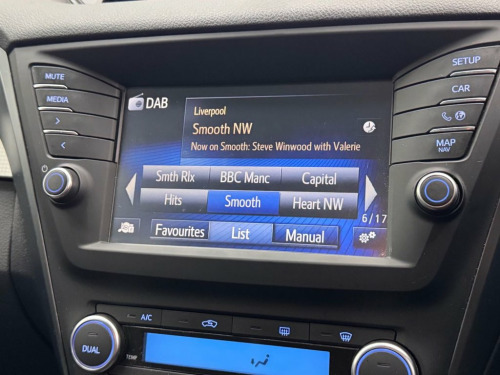 MUTE
MEDIA
>
<
SETUP
CAR
MAP
NAV
DAB
Liverpool
Smooth NW
Now on Smooth: Steve Winwood with Valerie
Smth Rlx BBC Manc Capital
Hits Smooth Heart NW
6/17
Favourites List Manual
A/C
DUAL
TEMP